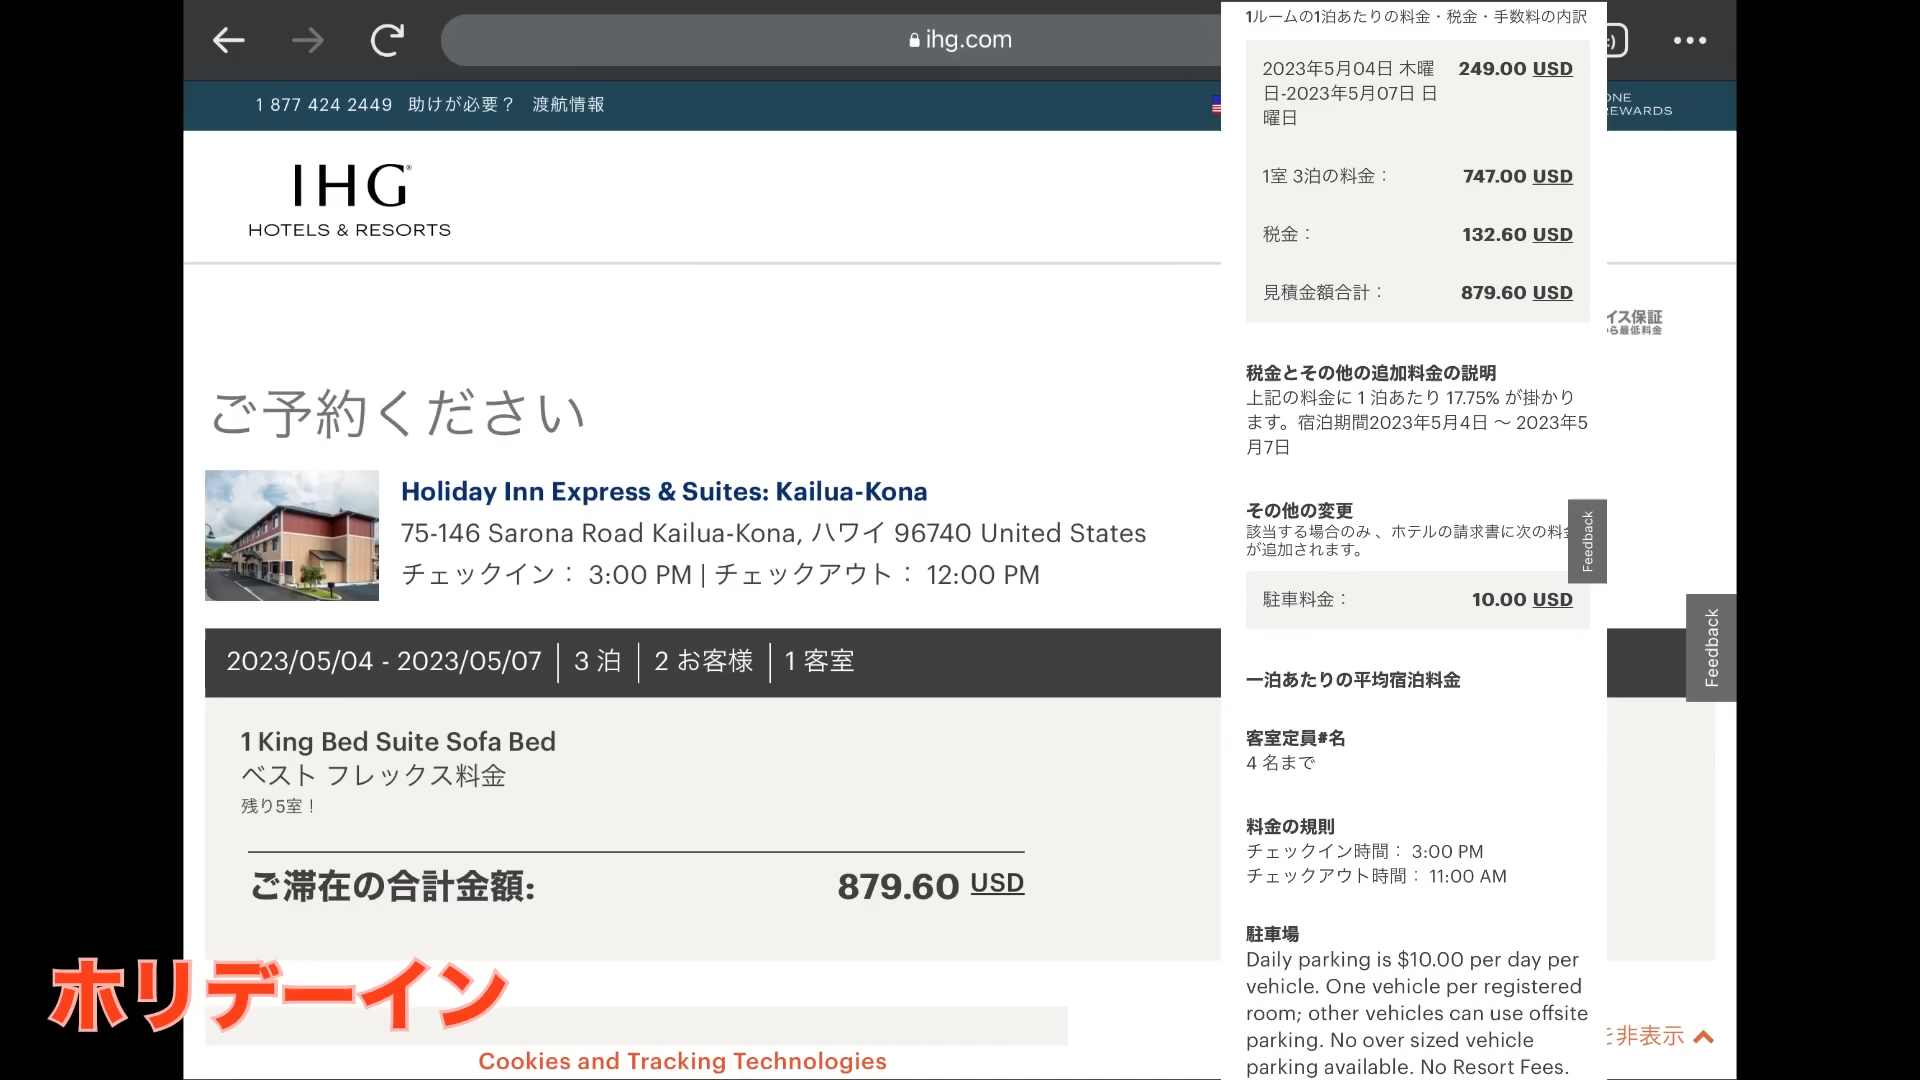 ihg.com
1 877 424 2449 助けが必要？ 渡航情報
ONE
REWARDS
IHG
HOTELS & RESORTS
ご予約ください
Holiday Inn Express & Suites: Kailua-Kona
75-146 Sarona Road Kailua-Kona, ハワイ 96740 United States
チェックイン： 3:00 PM | チェックアウト： 12:00 PM
2023/05/04 - 2023/05/07 3 泊 2 お客様 1 客室
1 King Bed Suite Sofa Bed
ベスト フレックス料金
残り5室！
ご滞在の合計金額: 879.60 USD
ホリデーイン
Cookies and Tracking Technologies
1ルームの1泊あたりの料金・税金・手数料の内訳
2023年5月04日 木曜 249.00 USD
日-2023年5月07日 日
曜日
1室 3泊の料金： 747.00 USD
税金： 132.60 USD
見積金額合計： 879.60 USD
税金とその他の追加料金の説明
上記の料金に 1 泊あたり 17.75% が掛かり
ます。宿泊期間2023年5月4日 〜 2023年5
月7日
その他の変更
該当する場合のみ、ホテルの請求書に次の料金
が追加されます。
駐車料金： 10.00 USD
一泊あたりの平均宿泊料金
客室定員#名
4 名まで
料金の規則
チェックイン時間： 3:00 PM
チェックアウト時間： 11:00 AM
駐車場
Daily parking is $10.00 per day per
vehicle. One vehicle per registered
room; other vehicles can use offsite
parking. No over sized vehicle
parking available. No Resort Fees.
Feedback
イス保証
ら最低料金
Feedback
を非表示